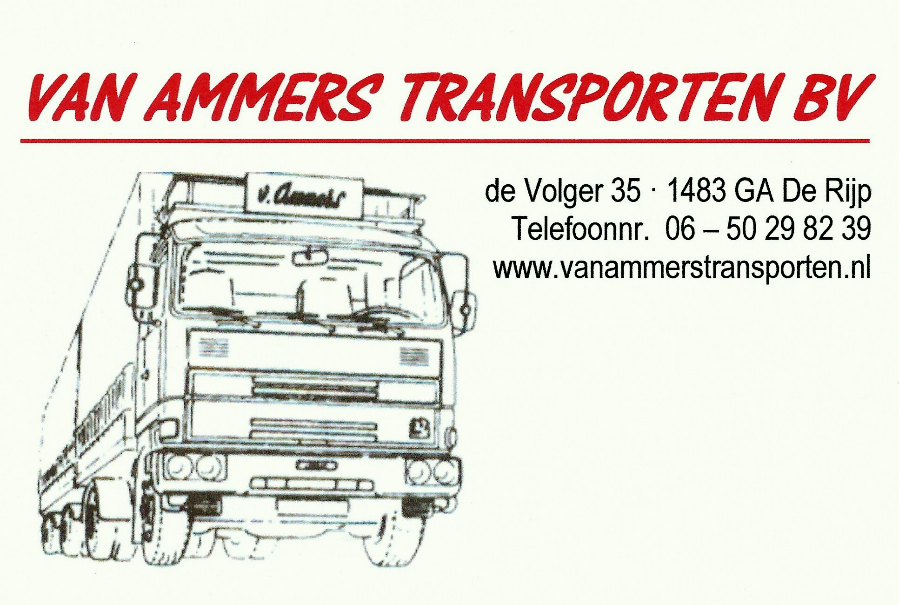 VAN AMMERS TRANSPORTEN BV
de Volger 35 · 1483 GA De Rijp
Telefoonnr. 06 – 50 29 82 39
www.vanammerstransporten.nl
v. Ammers